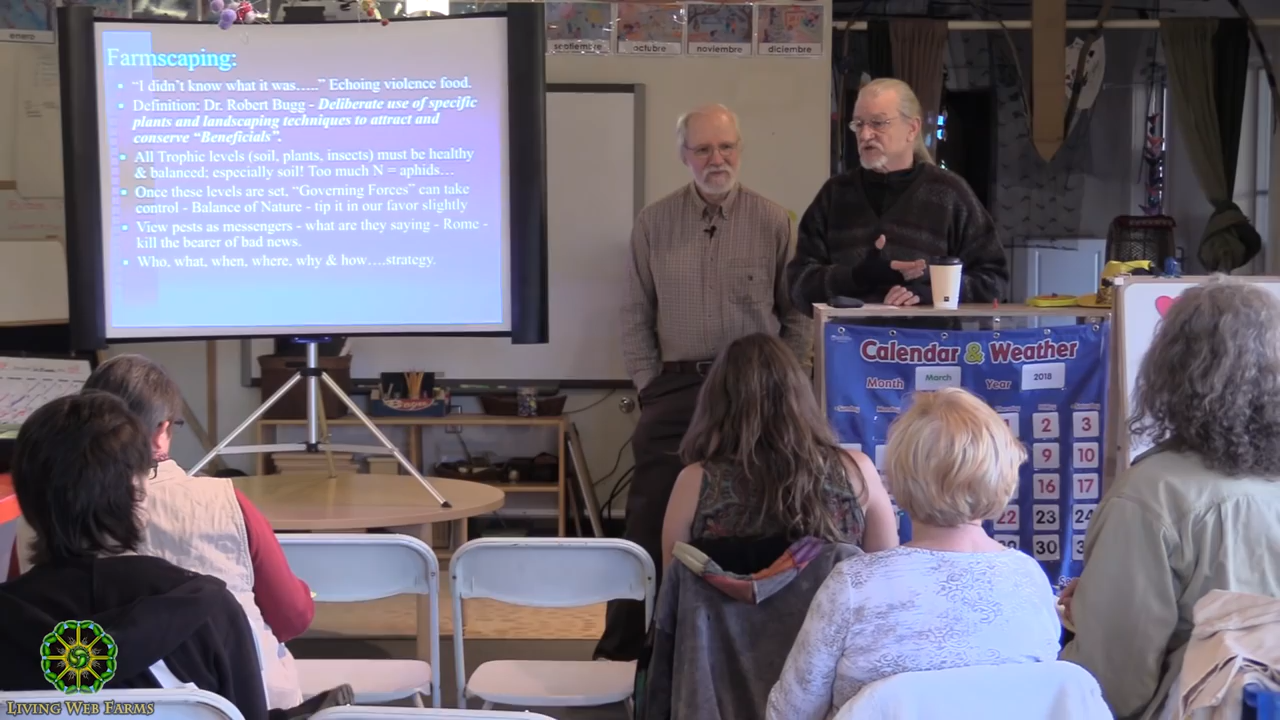 enero
septiembre
octubre
noviembre
diciembre
Farmscaping:
"I didn't know what it was….." Echoing violence food.
Definition: Dr. Robert Bugg - Deliberate use of specific
plants and landscaping techniques to attract and
conserve "Beneficials".
All Trophic levels (soil, plants, insects) must be healthy
& balanced; especially soil! Too much N = aphids…
Once these levels are set, "Governing Forces" can take
control - Balance of Nature - tip it in our favor slightly
View pests as messengers - what are they saying - Rome -
kill the bearer of bad news.
Who, what, when, where, why & how….strategy.
Calendar & Weather
Month March Year 2018
2 3
9 10
16 17
22 23 24
30
LIVING WEB FARMS